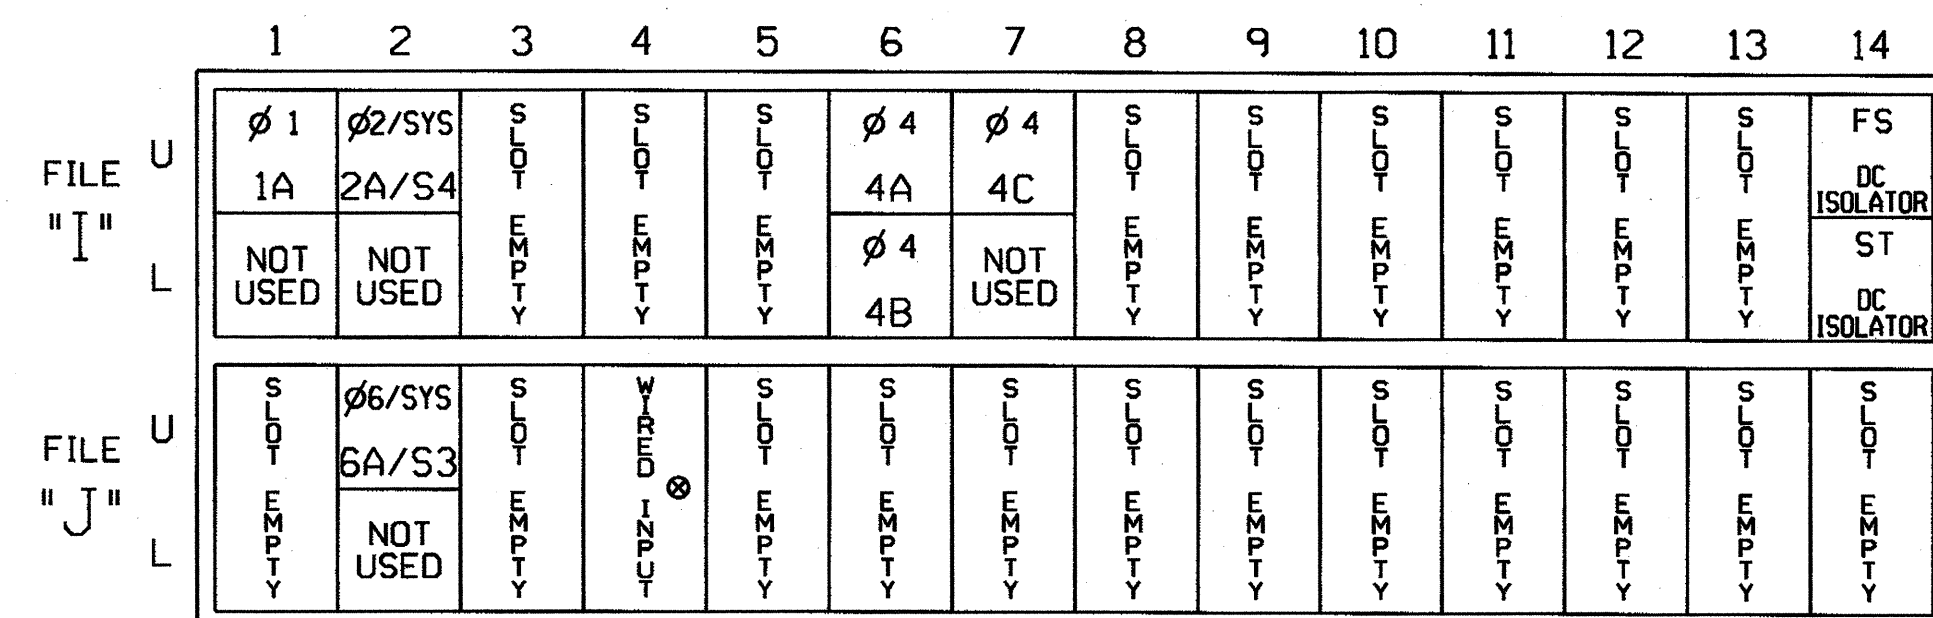 1 2 3 4 5 6 7 8 9 10 11 12 13 14
FILE "I"
U
L
Ø 1
1A
NOT
USED
Ø2/SYS
2A/S4
NOT
USED
SLOT EMPTY
SLOT EMPTY
SLOT EMPTY
Ø 4
4A
Ø 4
4B
Ø 4
4C
NOT
USED
SLOT EMPTY
SLOT EMPTY
SLOT EMPTY
SLOT EMPTY
SLOT EMPTY
SLOT EMPTY
FS
DC
ISOLATOR
ST
DC
ISOLATOR
FILE "J"
U
L
SLOT EMPTY
Ø6/SYS
6A/S3
NOT
USED
SLOT EMPTY
WIRED INPUT
SLOT EMPTY
SLOT EMPTY
SLOT EMPTY
SLOT EMPTY
SLOT EMPTY
SLOT EMPTY
SLOT EMPTY
SLOT EMPTY
SLOT EMPTY
SLOT EMPTY